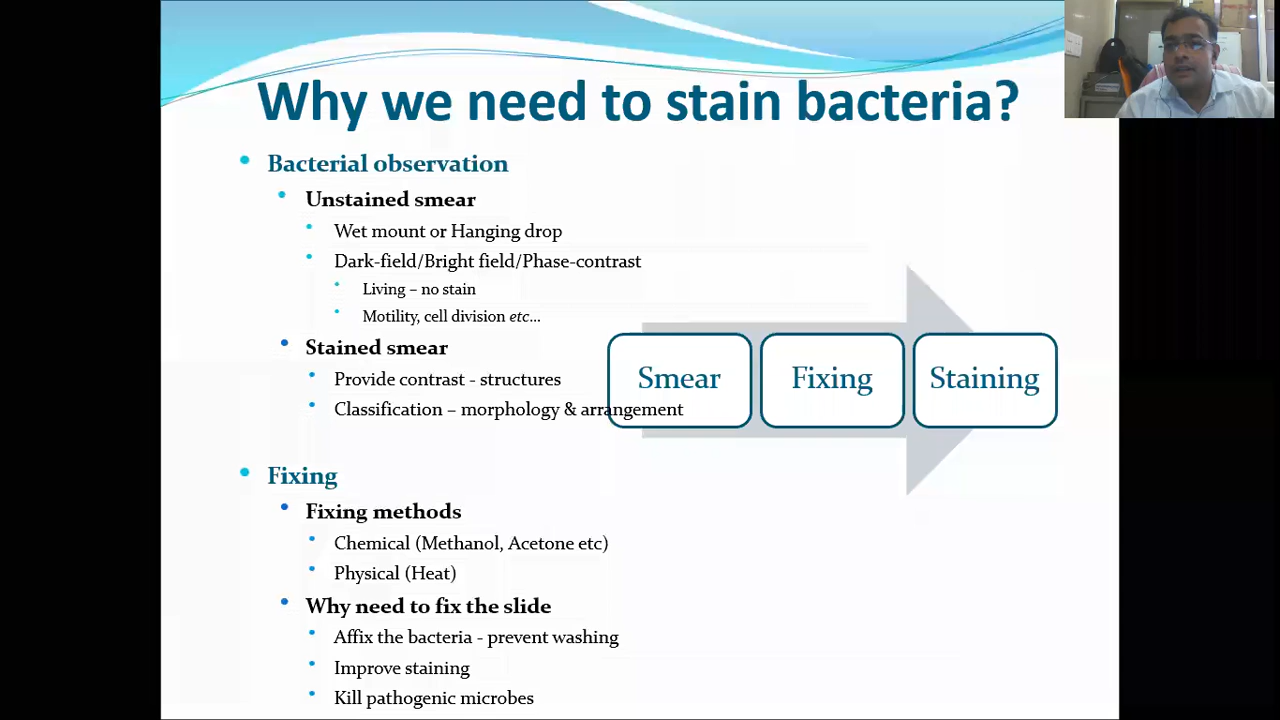 Why we need to stain bacteria?
Bacterial observation
Unstained smear
Wet mount or Hanging drop
Dark-field/Bright field/Phase-contrast
Living – no stain
Motility, cell division etc...
Stained smear
Provide contrast - structures
Classification – morphology & arrangement
Smear
Fixing
Staining
Fixing
Fixing methods
Chemical (Methanol, Acetone etc)
Physical (Heat)
Why need to fix the slide
Affix the bacteria - prevent washing
Improve staining
Kill pathogenic microbes